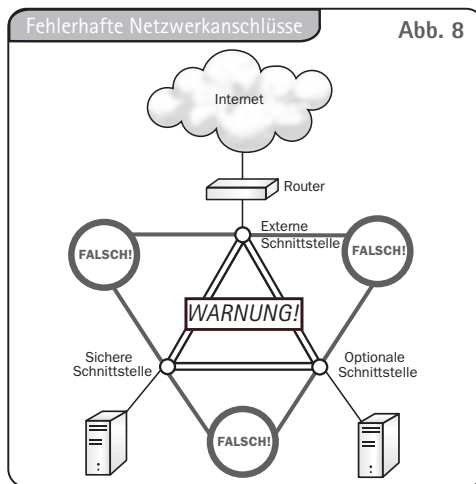 Fehlerhafte Netzwerkanschlüsse
Abb. 8
Internet
Router
Externe
Schnittstelle
FALSCH!
FALSCH!
WARNUNG!
Sichere
Schnittstelle
Optionale
Schnittstelle
FALSCH!